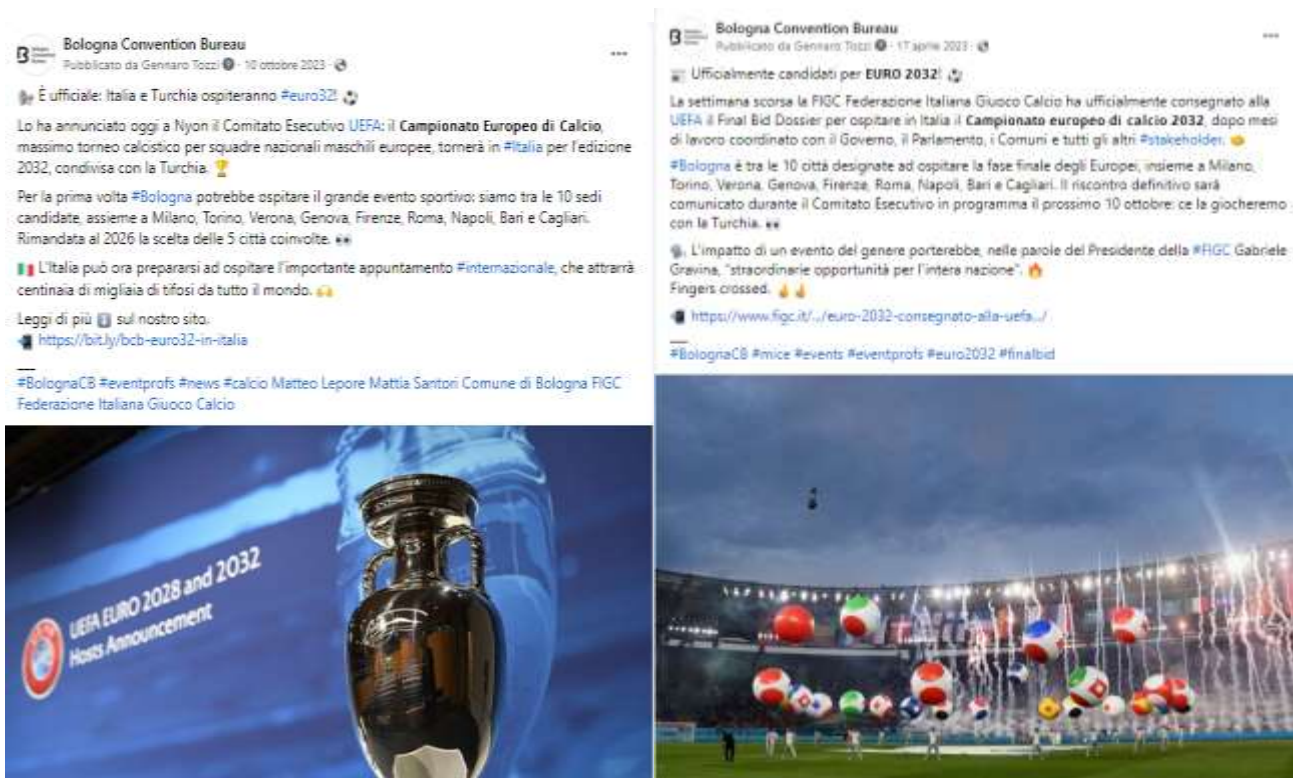 Bologna Convention Bureau
Pubblicato da Gennaro Tozzi · 10 ottobre 2023 ·
È ufficiale: Italia e Turchia ospiteranno #euro32!
Lo ha annunciato oggi a Nyon il Comitato Esecutivo UEFA: il Campionato Europeo di Calcio,
massimo torneo calcistico per squadre nazionali maschili europee, tornerà in #Italia per l'edizione
2032, condivisa con la Turchia.
Per la prima volta #Bologna potrebbe ospitare il grande evento sportivo: siamo tra le 10 sedi
candidate, assieme a Milano, Torino, Verona, Genova, Firenze, Roma, Napoli, Bari e Cagliari.
Rimandata al 2026 la scelta delle 5 città coinvolte.
L'Italia può ora prepararsi ad ospitare l'importante appuntamento #internazionale, che attrarrà
centinaia di migliaia di tifosi da tutto il mondo.
Leggi di più sul nostro sito.
https://bit.ly/bcb-euro32-in-italia
#BolognaCB #eventprofs #news #calcio Matteo Lepore Mattia Santori Comune di Bologna FIGC
Federazione Italiana Giuoco Calcio
UEFA EURO 2028 and 2032
Hosts Announcement
Bologna Convention Bureau
Pubblicato da Gennaro Tozzi · 17 aprile 2023 ·
Ufficialmente candidati per EURO 2032!
La settimana scorsa la FIGC Federazione Italiana Giuoco Calcio ha ufficialmente consegnato alla
UEFA il Final Bid Dossier per ospitare in Italia il Campionato europeo di calcio 2032, dopo mesi
di lavoro coordinato con il Governo, il Parlamento, i Comuni e tutti gli altri #stakeholder.
#Bologna è tra le 10 città designate ad ospitare la fase finale degli Europei, insieme a Milano,
Torino, Verona, Genova, Firenze, Roma, Napoli, Bari e Cagliari. Il riscontro definitivo sarà
comunicato durante il Comitato Esecutivo in programma il prossimo 10 ottobre: ce la giocheremo
con la Turchia.
L'impatto di un evento del genere porterebbe, nelle parole del Presidente della #FIGC Gabriele
Gravina, "straordinarie opportunità per l'intera nazione".
Fingers crossed.
https://www.figc.it/.../euro-2032-consegnato-alla-uefa.../
#BolognaCB #mice #events #eventprofs #euro2032 #finalbid